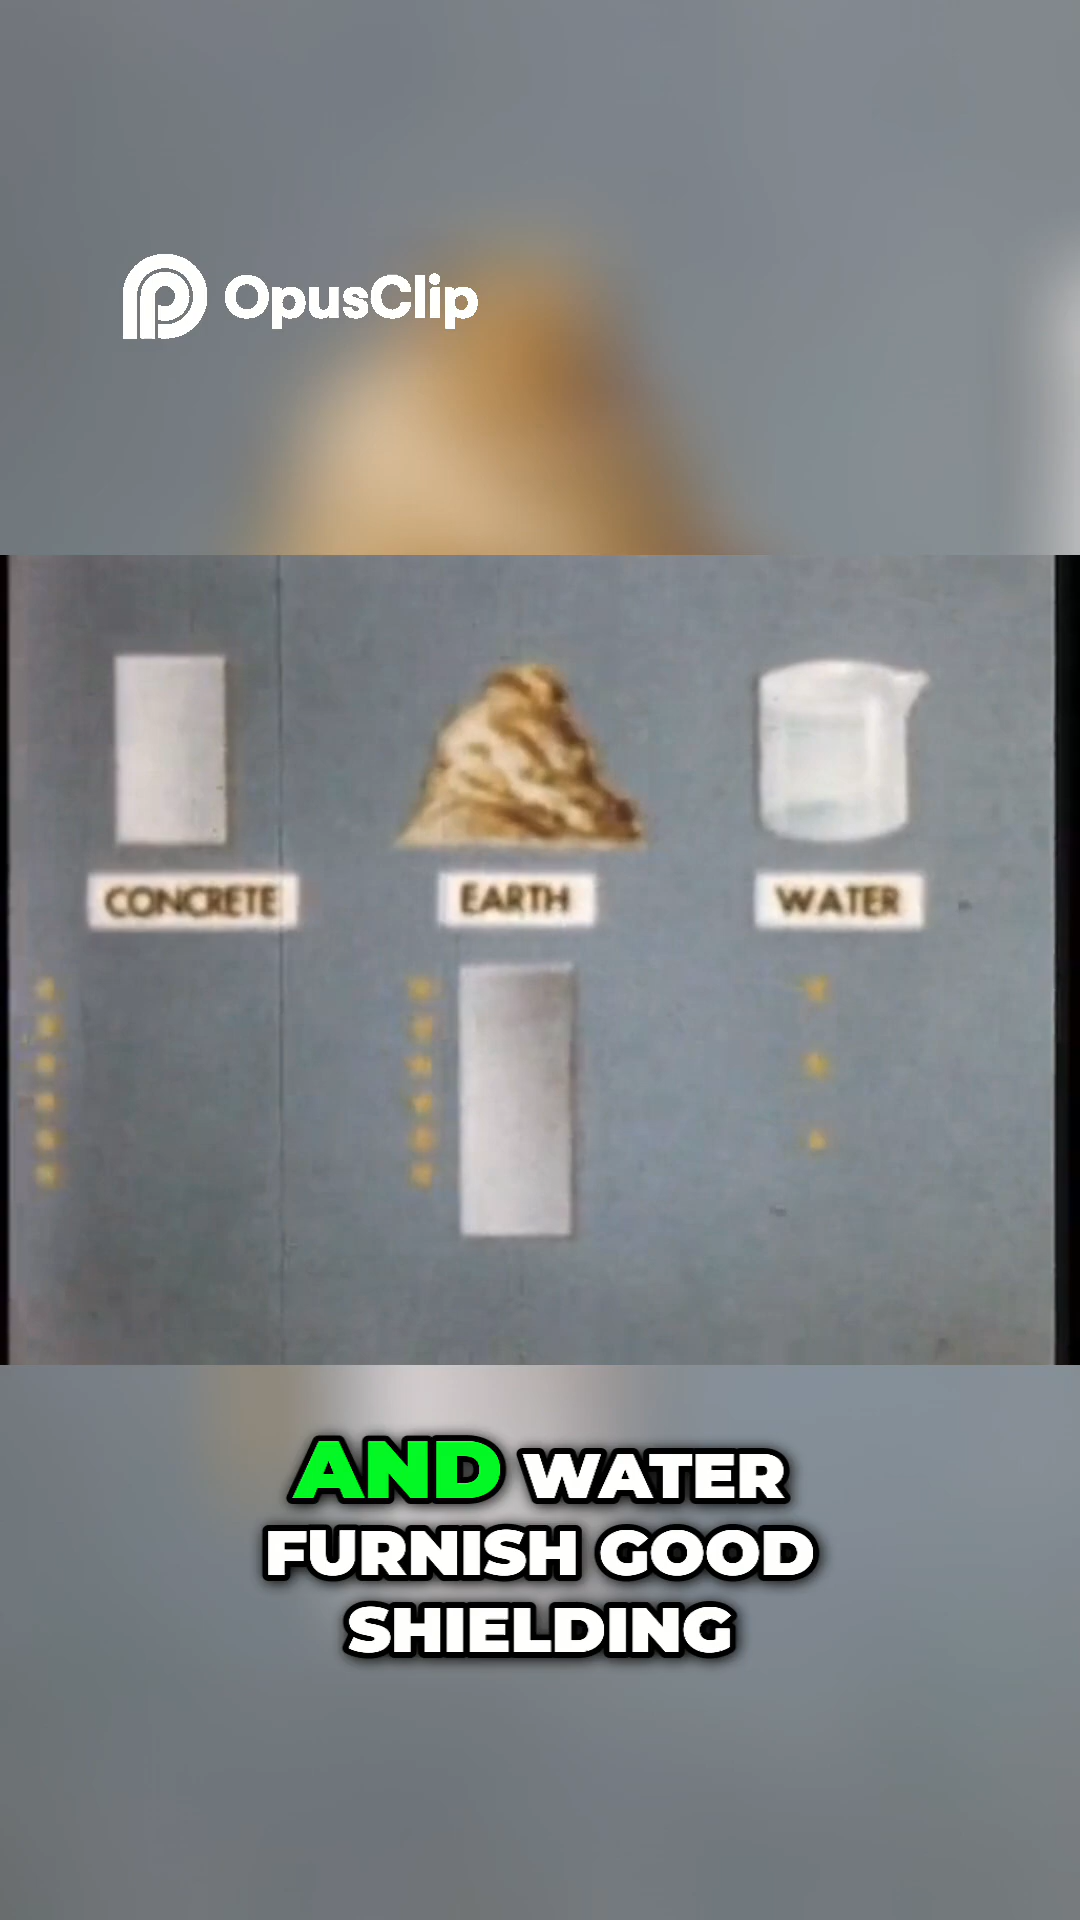 OpusClip
CONCRETE
EARTH
WATER
AND WATER
FURNISH GOOD
SHIELDING